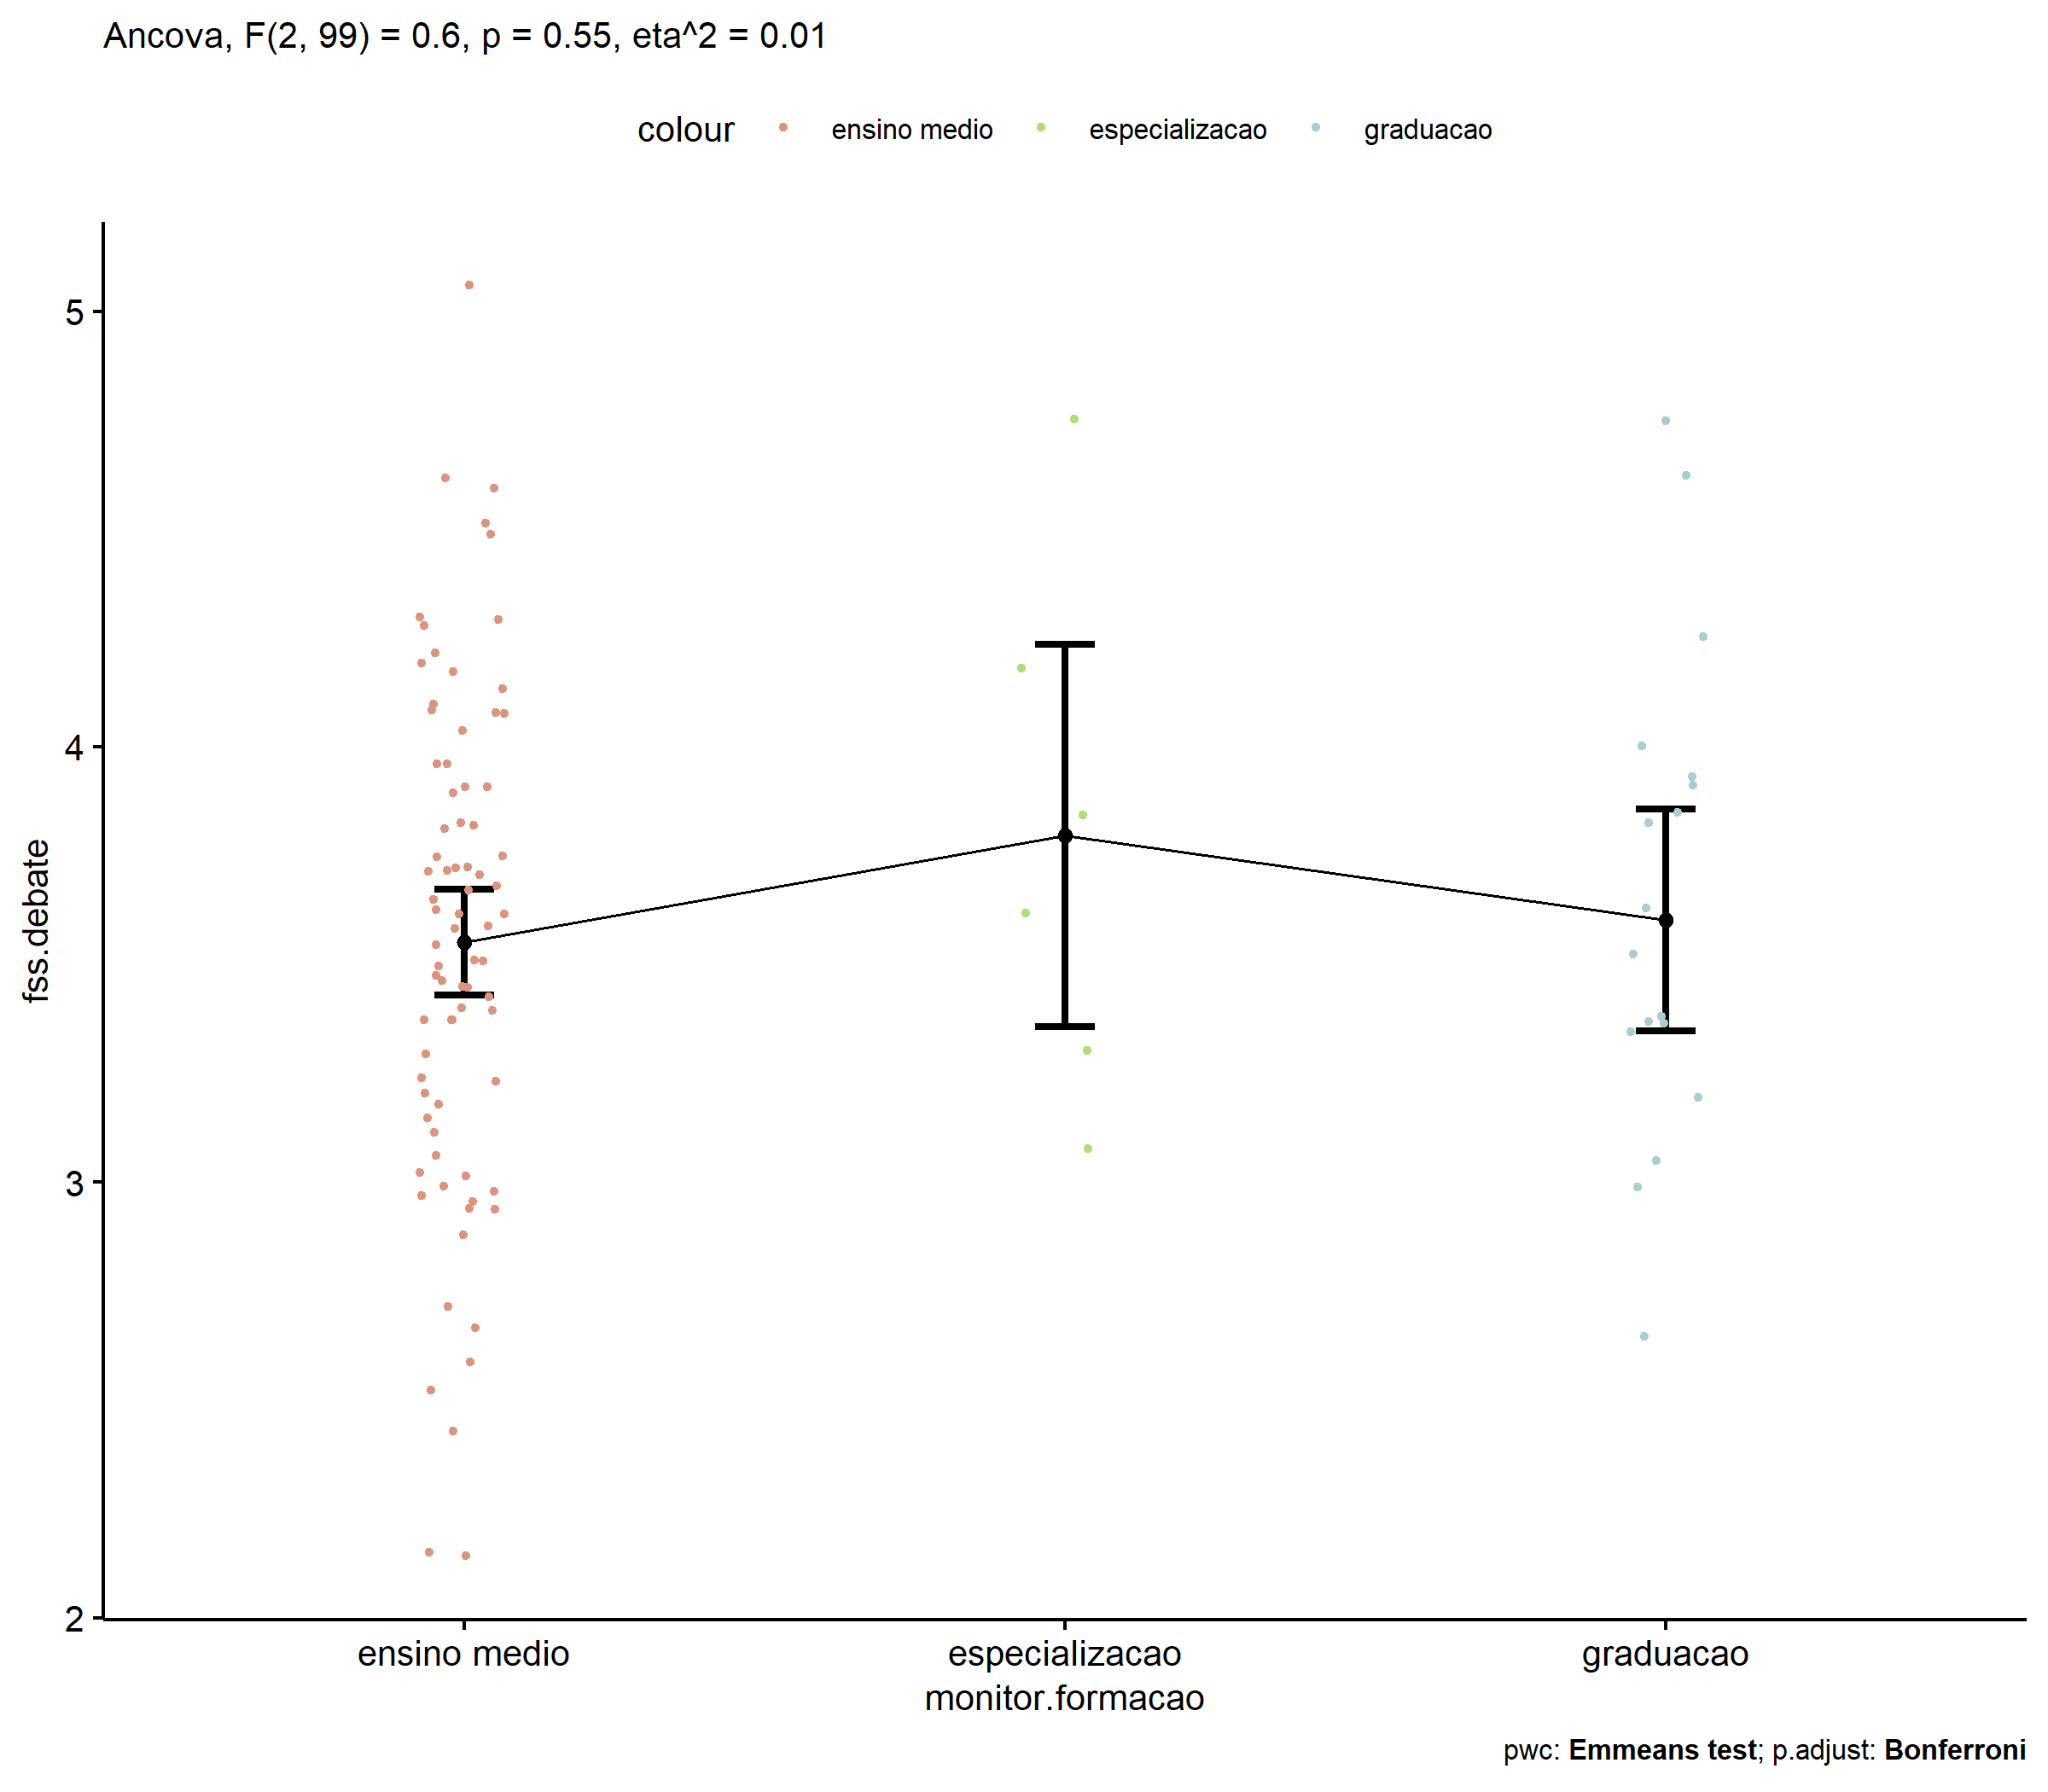 Ancova, F(2, 99) = 0.6, p = 0.55, eta^2 = 0.01
colour ensino medio especializacao graduacao
5
4
3
2
fss.debate
ensino medio especializacao graduacao
monitor.formacao
pwc: Emmeans test; p.adjust: Bonferroni